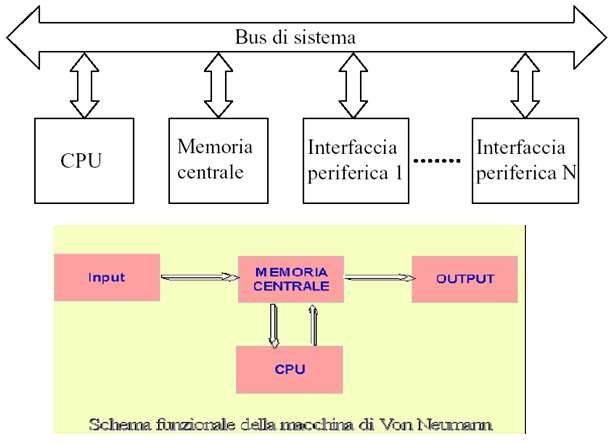 Bus di sistema
CPU
Memoria
centrale
Interfaccia
periferica 1
Interfaccia
periferica N
Input
MEMORIA
CENTRALE
OUTPUT
CPU
Schema funzionale della macchina di Von Neumann